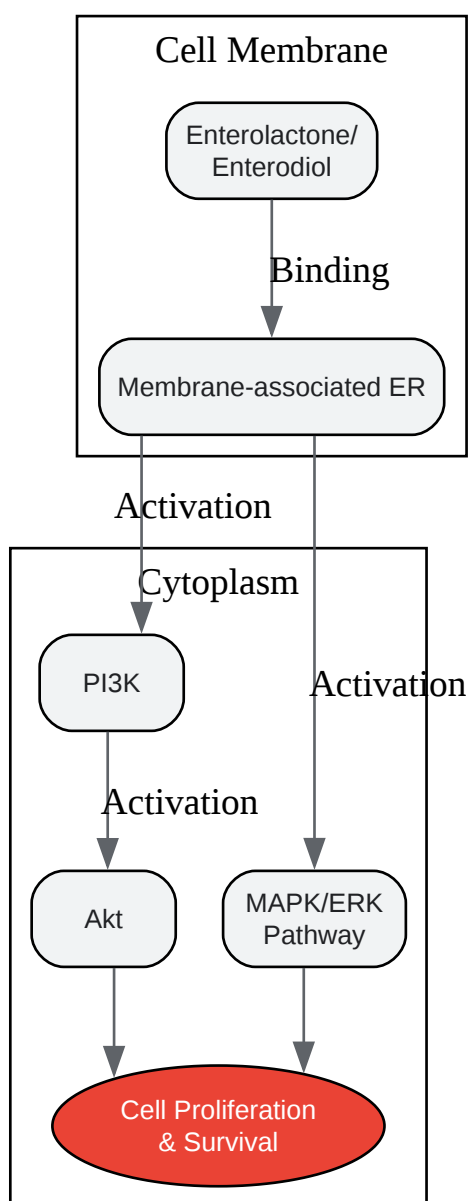 Cell Membrane
Enterolactone/
Enterodiol
Binding
Membrane-associated ER
Activation
Cytoplasm
PI3K
Activation
Activation
Akt
MAPK/ERK
Pathway
Cell Proliferation
& Survival